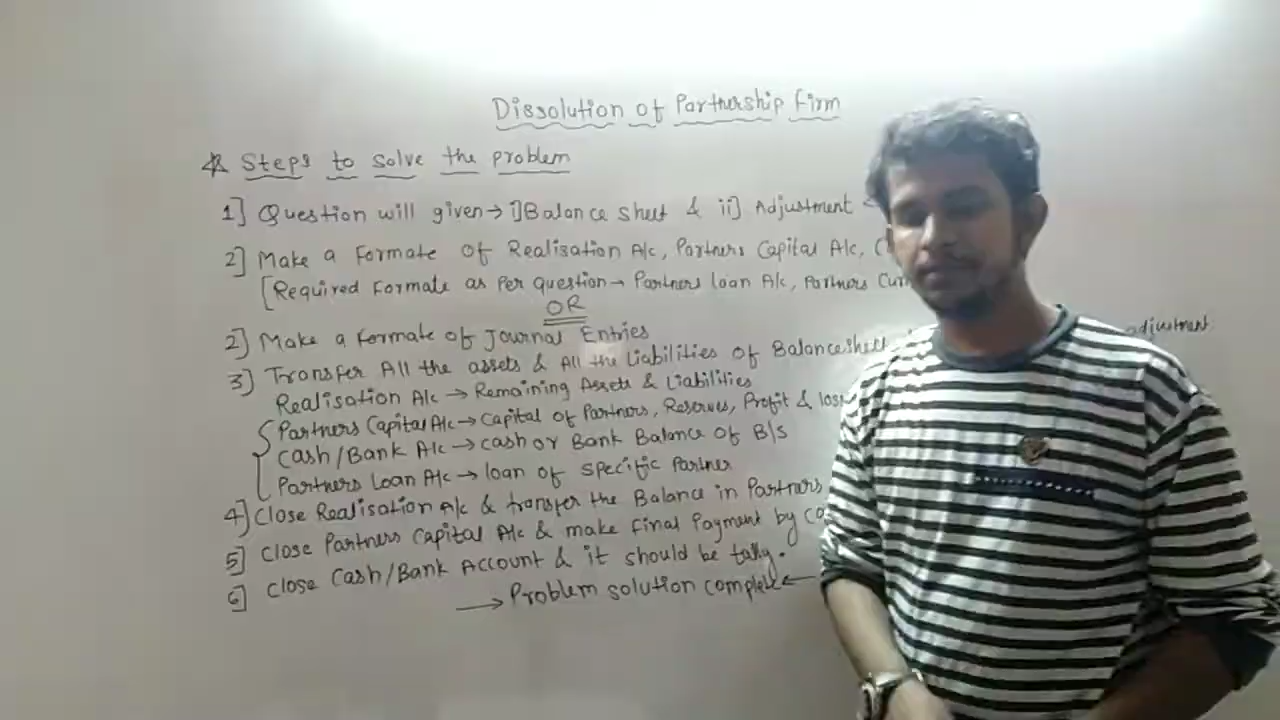 Dissolution of Partnership Firm
Steps to solve the problem
1] Question will given → i] Balance sheet & ii] Adjustment
2] Make a Formate of Realisation A/c, Partners Capital A/c, C
[Required Formate as Per question → Partners loan A/c, Partners Curr
OR
2] Make a Formate of Journal Entries
3] Transfer All the assets & All the Liabilities of Balancesheet adjustment
Realisation A/c → Remaining Assets & Liabilities
Partners Capital A/c → Capital of Partners, Reserves, Profit & loss
Cash/Bank A/c → cash or Bank Balance of B/s
Partners Loan A/c → loan of specific Partner
4] Close Realisation A/c & transfer the Balance in Partners
5] Close Partners Capital A/c & make final Payment by ca
6] Close Cash/Bank Account & it should be tally.
→ Problem solution complete ←